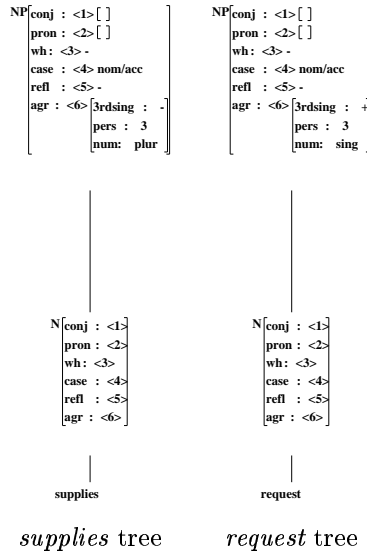 NP conj : <1> [ ]
pron : <2> [ ]
wh : <3> -
case : <4> nom/acc
refl : <5> -
agr : <6> 3rdsing : -
pers : 3
num: plur
N conj : <1>
pron : <2>
wh : <3>
case : <4>
refl : <5>
agr : <6>
supplies
supplies tree
NP conj : <1> [ ]
pron : <2> [ ]
wh : <3> -
case : <4> nom/acc
refl : <5> -
agr : <6> 3rdsing : +
pers : 3
num: sing
N conj : <1>
pron : <2>
wh : <3>
case : <4>
refl : <5>
agr : <6>
request
request tree